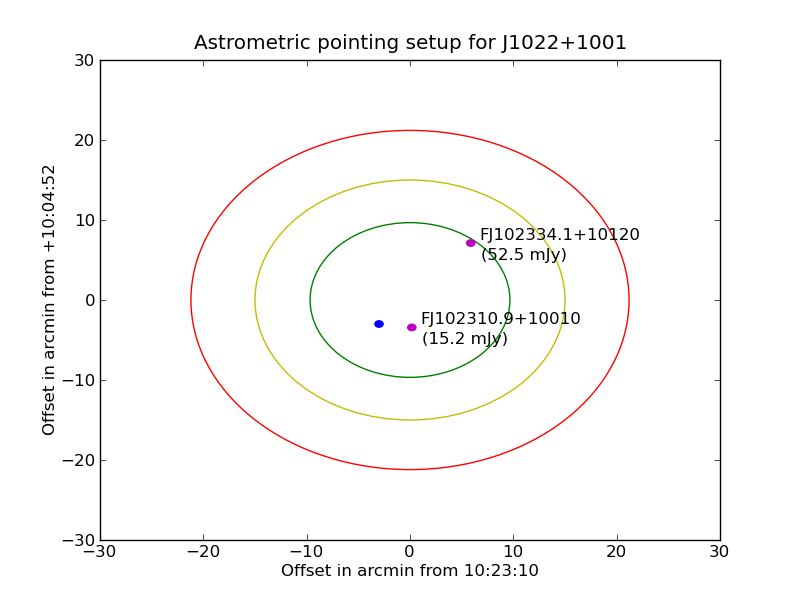 Astrometric pointing setup for J1022+1001
30
20
10
0
−10
−20
−30
Offset in arcmin from +10:04:52
FJ102334.1+10120
(52.5 mJy)
FJ102310.9+10010
(15.2 mJy)
−30
−20
−10
0
10
20
30
Offset in arcmin from 10:23:10